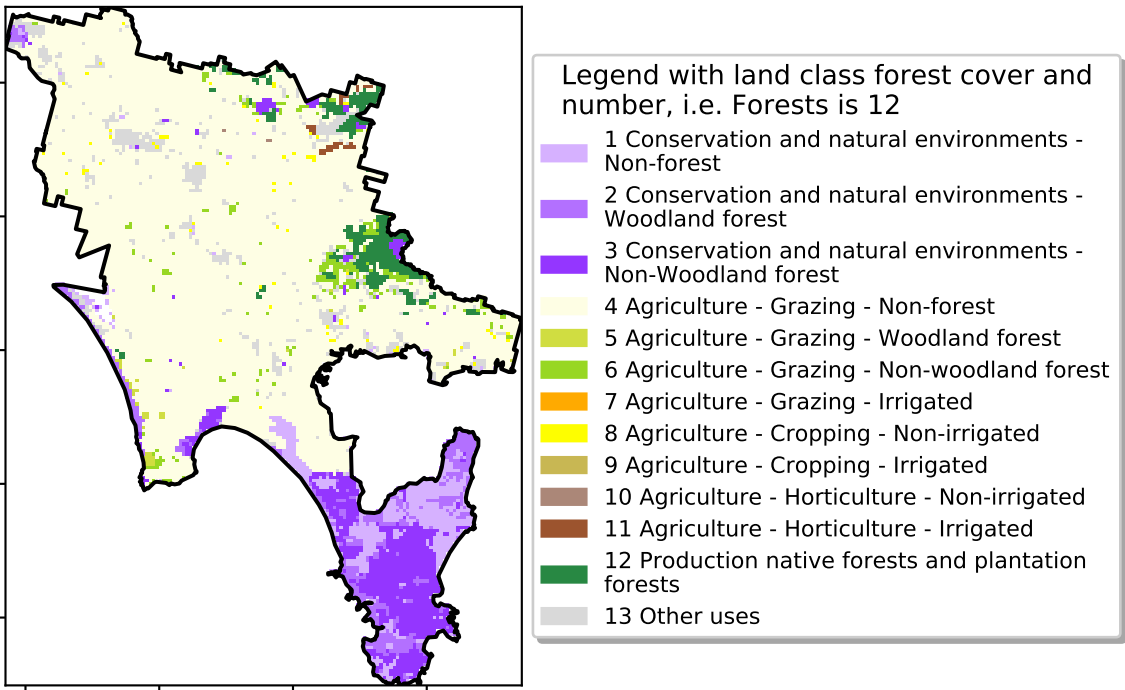 Legend with land class forest cover and
number, i.e. Forests is 12
1 Conservation and natural environments -
Non-forest
2 Conservation and natural environments -
Woodland forest
3 Conservation and natural environments -
Non-Woodland forest
4 Agriculture - Grazing - Non-forest
5 Agriculture - Grazing - Woodland forest
6 Agriculture - Grazing - Non-woodland forest
7 Agriculture - Grazing - Irrigated
8 Agriculture - Cropping - Non-irrigated
9 Agriculture - Cropping - Irrigated
10 Agriculture - Horticulture - Non-irrigated
11 Agriculture - Horticulture - Irrigated
12 Production native forests and plantation
forests
13 Other uses